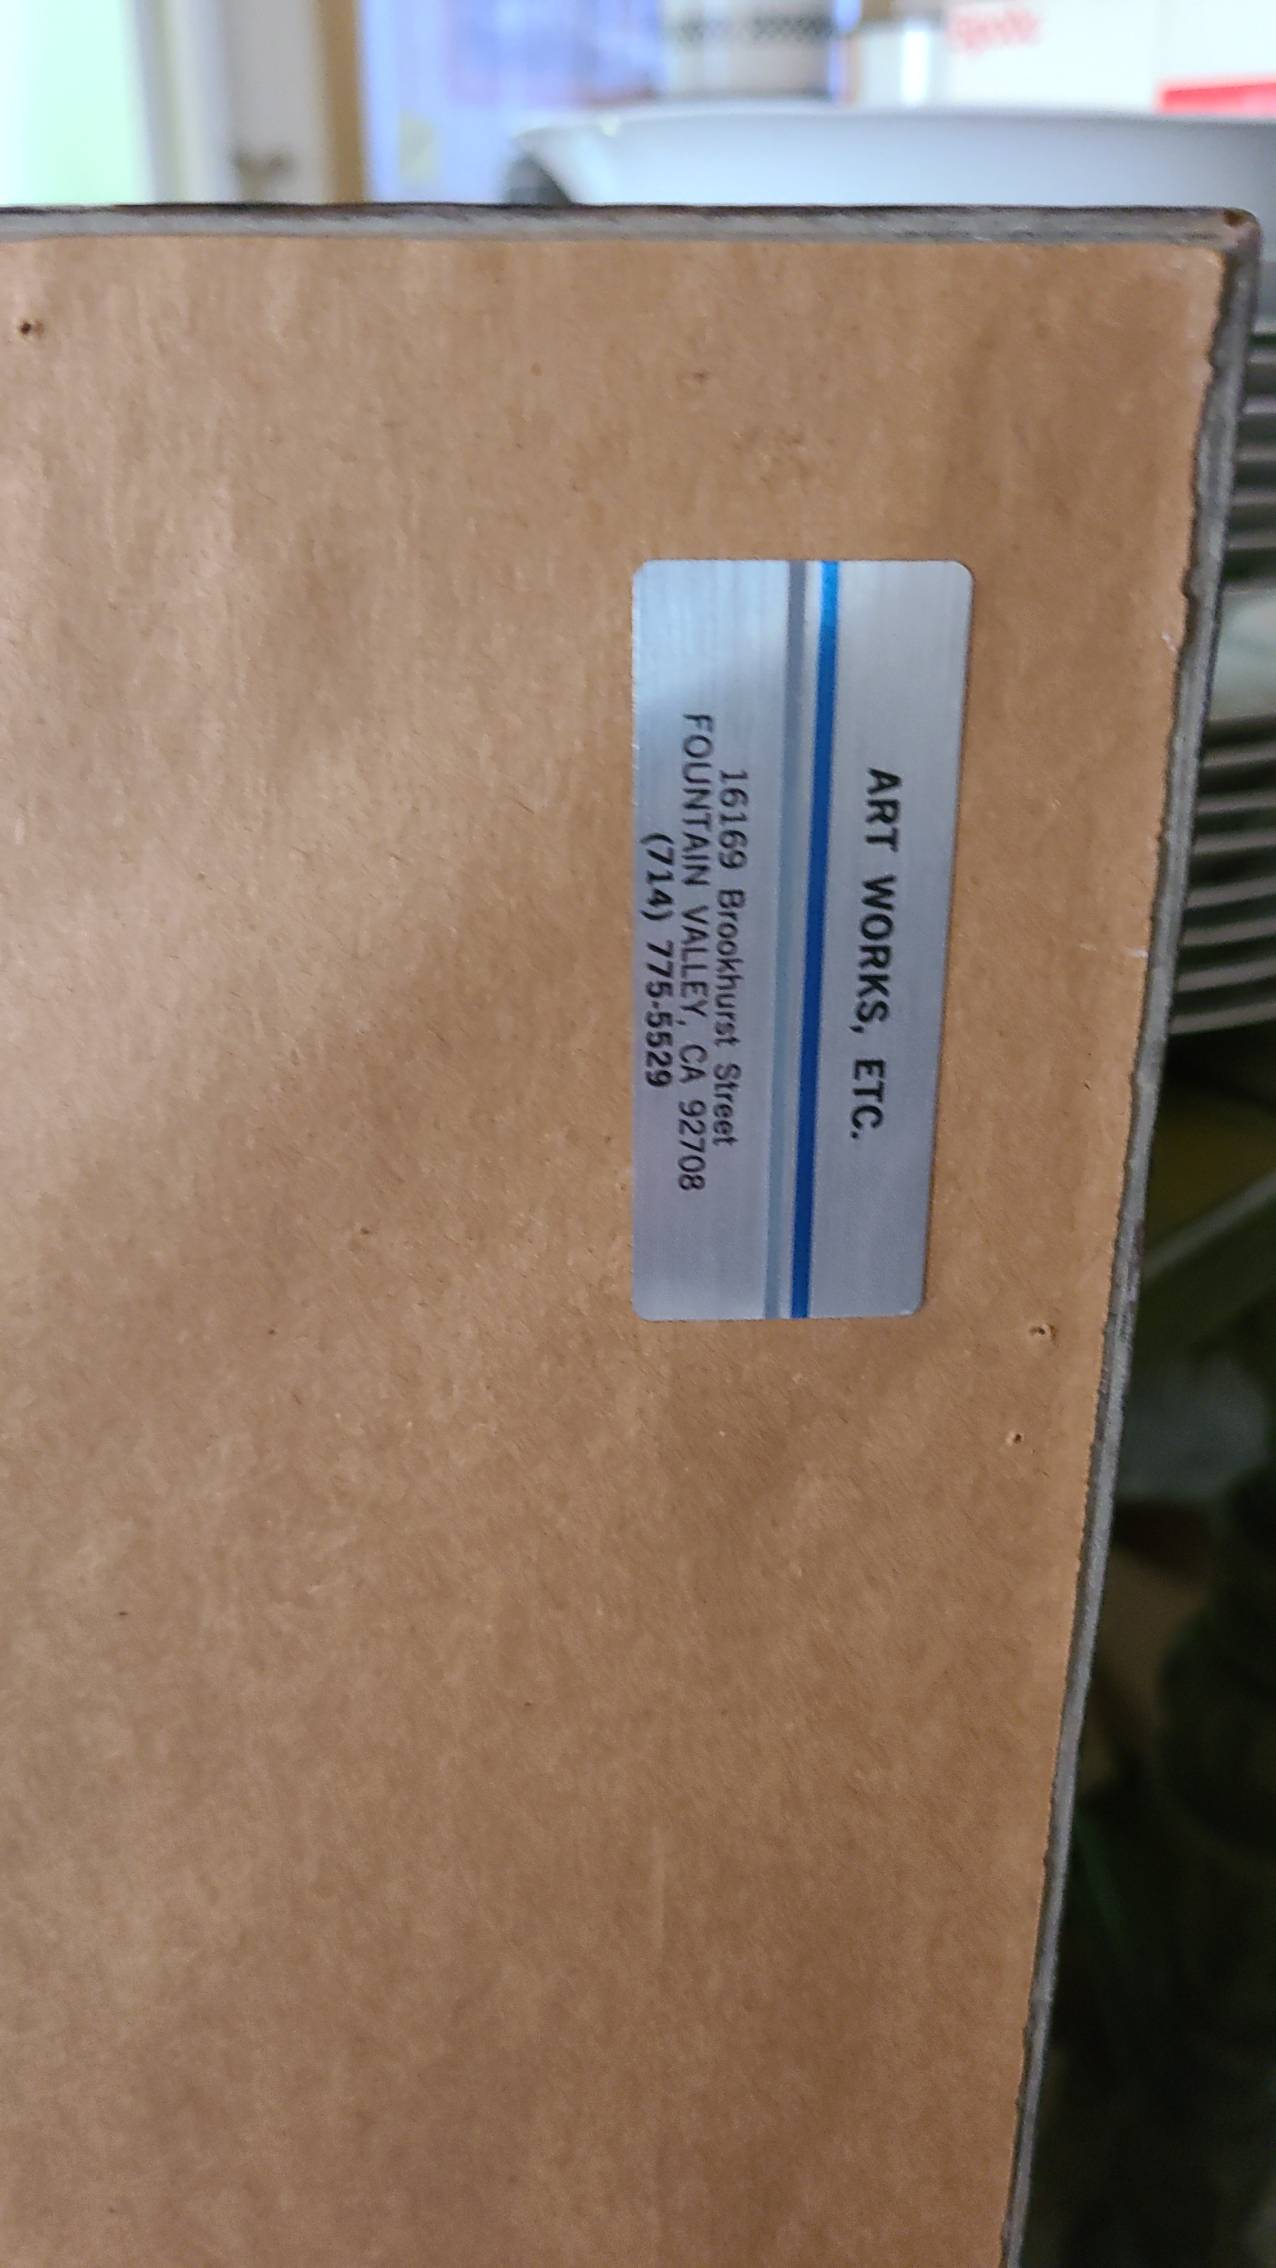 ART WORKS, ETC.
16169 Brookhurst Street
FOUNTAIN VALLEY, CA 92708
(714) 775-5529